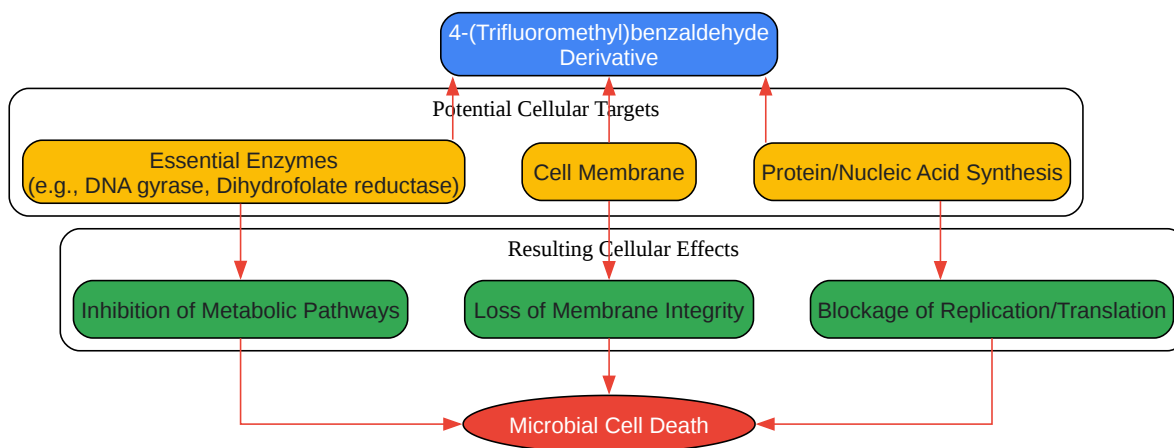 4-(Trifluoromethyl)benzaldehyde
Derivative
Potential Cellular Targets
Essential Enzymes
(e.g., DNA gyrase, Dihydrofolate reductase)
Cell Membrane
Protein/Nucleic Acid Synthesis
Resulting Cellular Effects
Inhibition of Metabolic Pathways
Loss of Membrane Integrity
Blockage of Replication/Translation
Microbial Cell Death